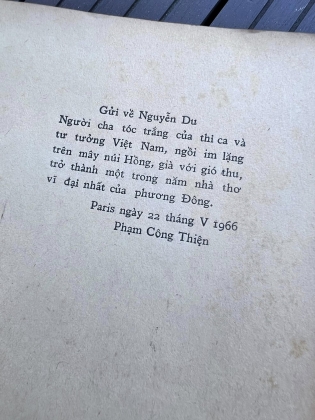 Gửi về Nguyễn Du
Người cha tóc trắng của thi ca và
tư tưởng Việt Nam, ngồi im lặng
trên mây núi Hồng, già với gió thu,
trở thành một trong năm nhà thơ
vĩ đại nhất của phương Đông.
Paris ngày 22 tháng V 1966
Phạm Công Thiện